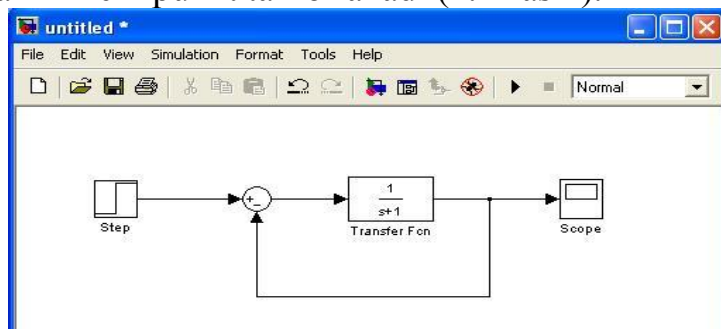 untitled *
File Edit View Simulation Format Tools Help
Normal
+
-
1
s+1
Step
Transfer Fcn
Scope